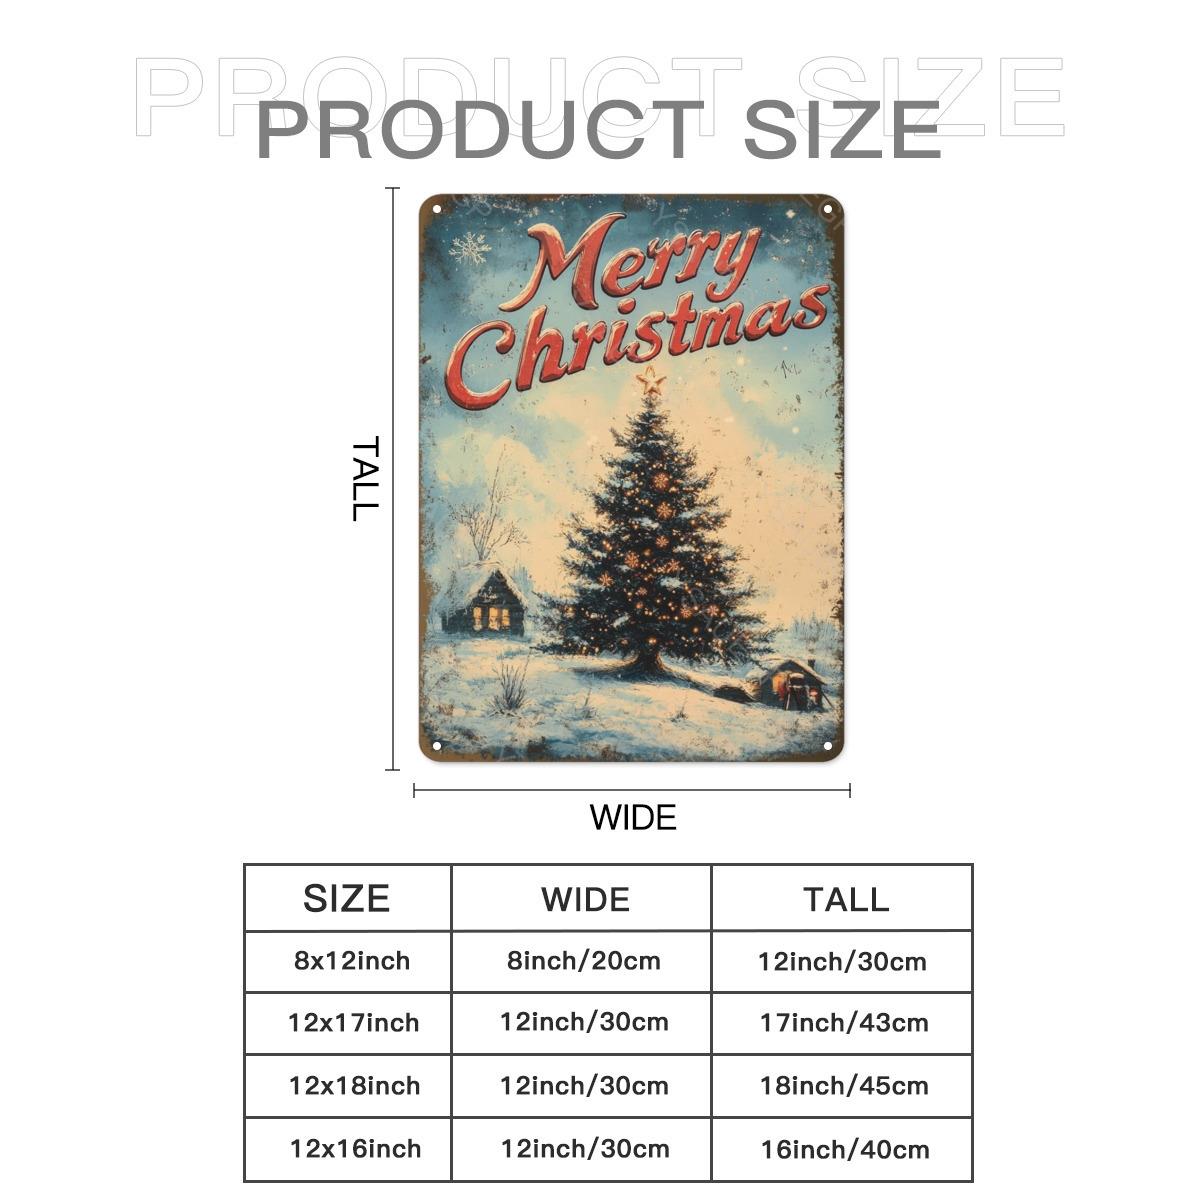 PRODUCT SIZE
PRODUCT SIZE
Merry
Christmas
TALL
WIDE
SIZE WIDE TALL
8x12inch 8inch/20cm 12inch/30cm
12x17inch 12inch/30cm 17inch/43cm
12x18inch 12inch/30cm 18inch/45cm
12x16inch 12inch/30cm 16inch/40cm